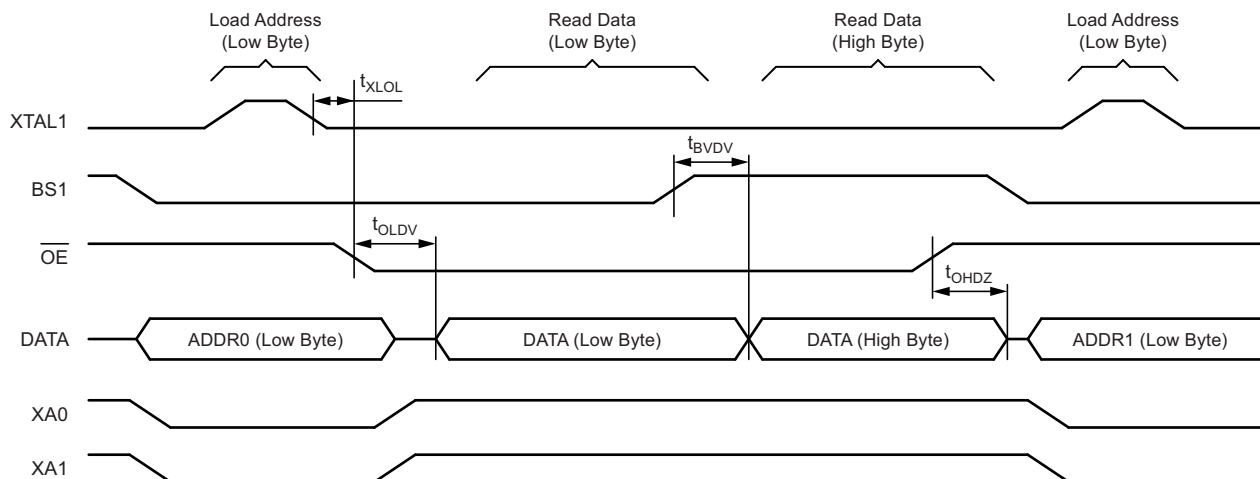 Load Address
(Low Byte)
Read Data
(Low Byte)
Read Data
(High Byte)
Load Address
(Low Byte)
tXLOL
XTAL1
tBVDV
BS1
tOLDV
OE
tOHDZ
DATA
ADDR0 (Low Byte)
DATA (Low Byte)
DATA (High Byte)
ADDR1 (Low Byte)
XA0
XA1